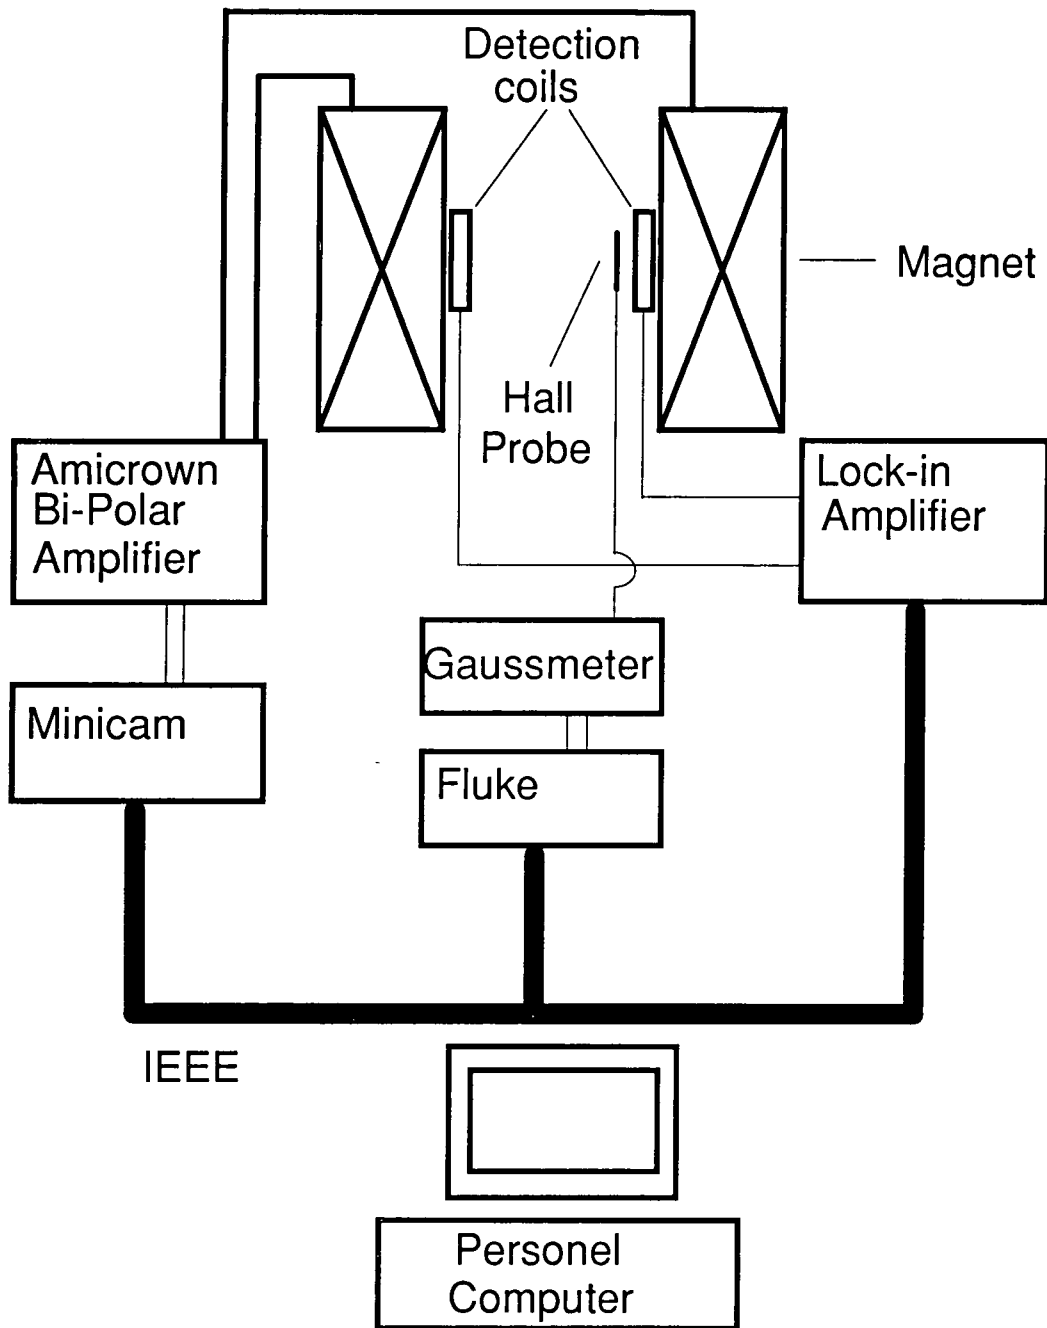 Detection
coils
Magnet
Hall
Probe
Amicrown
Bi-Polar
Amplifier
Lock-in
Amplifier
Gaussmeter
Minicam
Fluke
IEEE
Personel
Computer